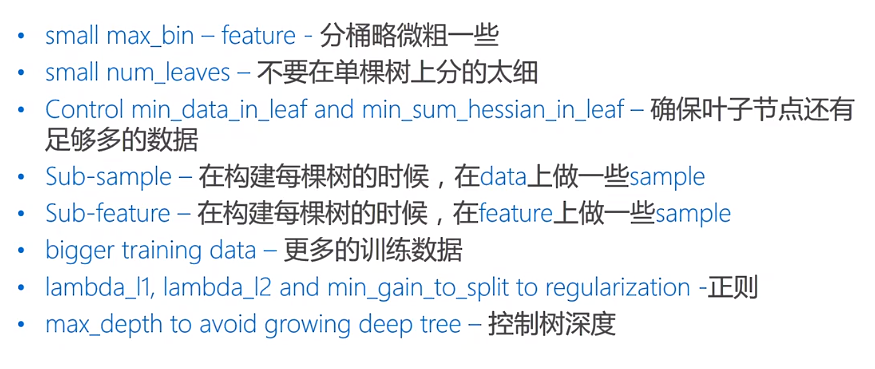 • small max_bin – feature - 分桶略微粗一些
• small num_leaves – 不要在单棵树上分的太细
• Control min_data_in_leaf and min_sum_hessian_in_leaf – 确保叶子节点还有
足够多的数据
• Sub-sample – 在构建每棵树的时候，在data上做一些sample
• Sub-feature – 在构建每棵树的时候，在feature上做一些sample
• bigger training data – 更多的训练数据
• lambda_l1, lambda_l2 and min_gain_to_split to regularization -正则
• max_depth to avoid growing deep tree – 控制树深度